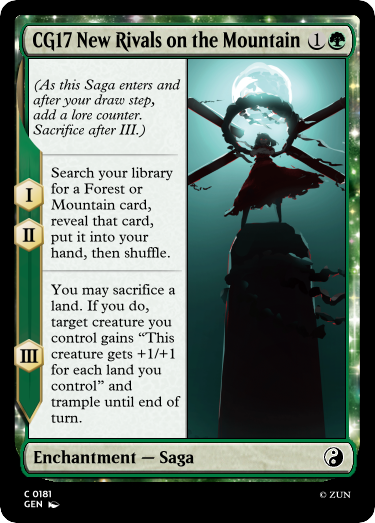 CG17 New Rivals on the Mountain 1
(As this Saga enters and
after your draw step,
add a lore counter.
Sacrifice after III.)
I
II
Search your library
for a Forest or
Mountain card,
reveal that card,
put it into your
hand, then shuffle.
III
You may sacrifice a
land. If you do,
target creature you
control gains “This
creature gets +1/+1
for each land you
control” and
trample until end of
turn.
Enchantment — Saga
C 0181
GEN
© ZUN